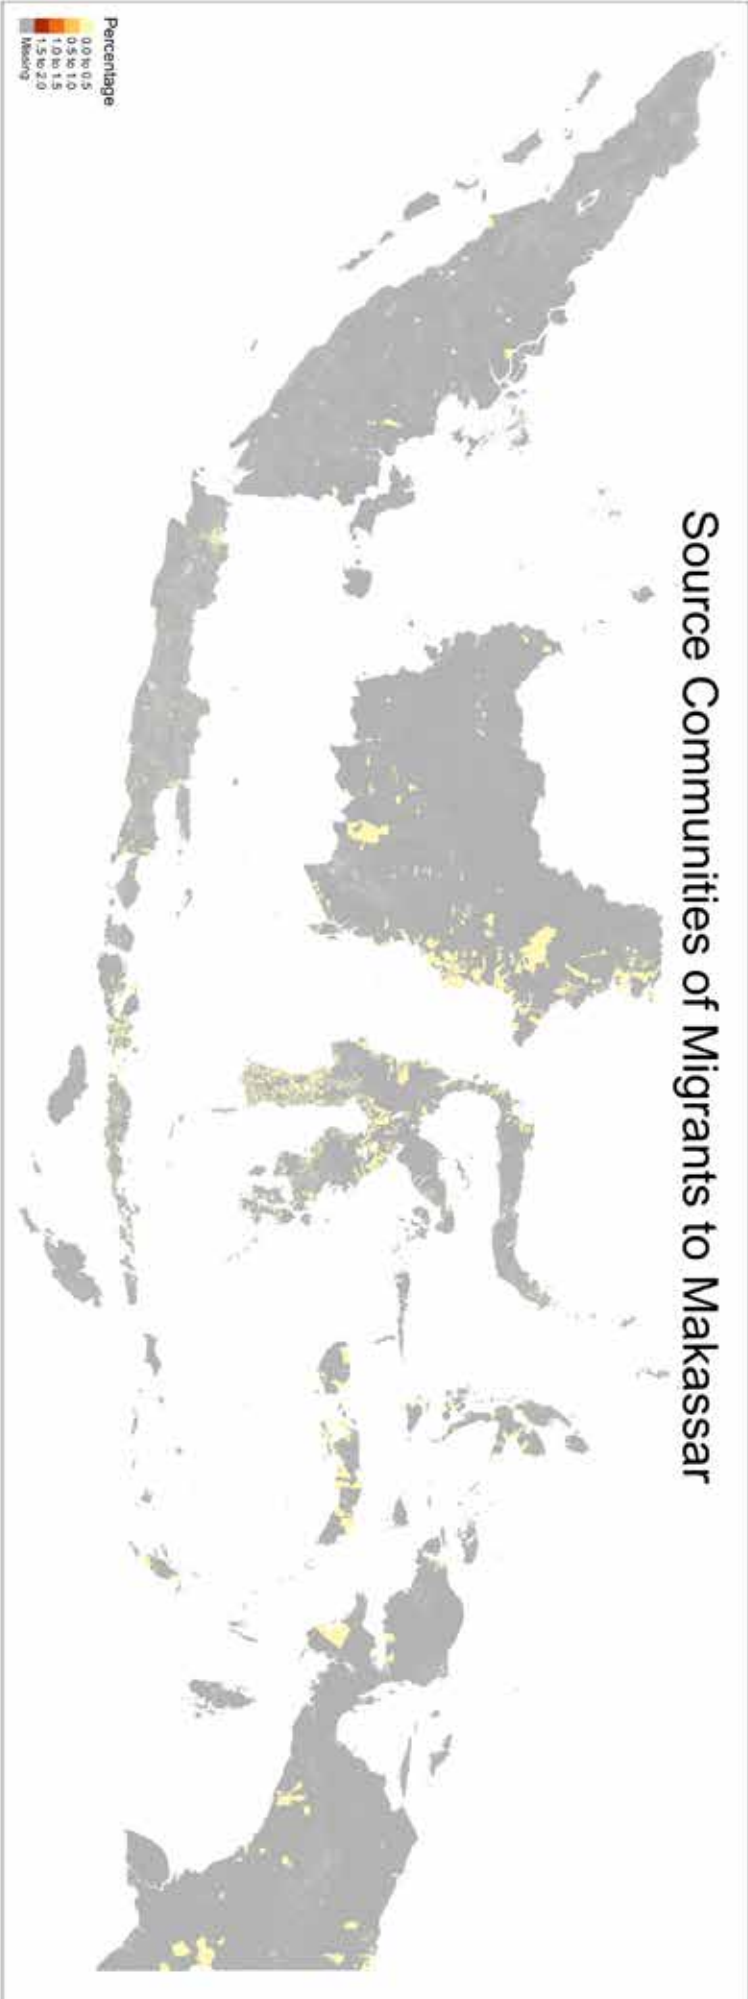 Source Communities of Migrants to Makassar
Percentage
0.0 to 0.5
0.5 to 1.0
1.0 to 1.5
1.5 to 2.0
Missing